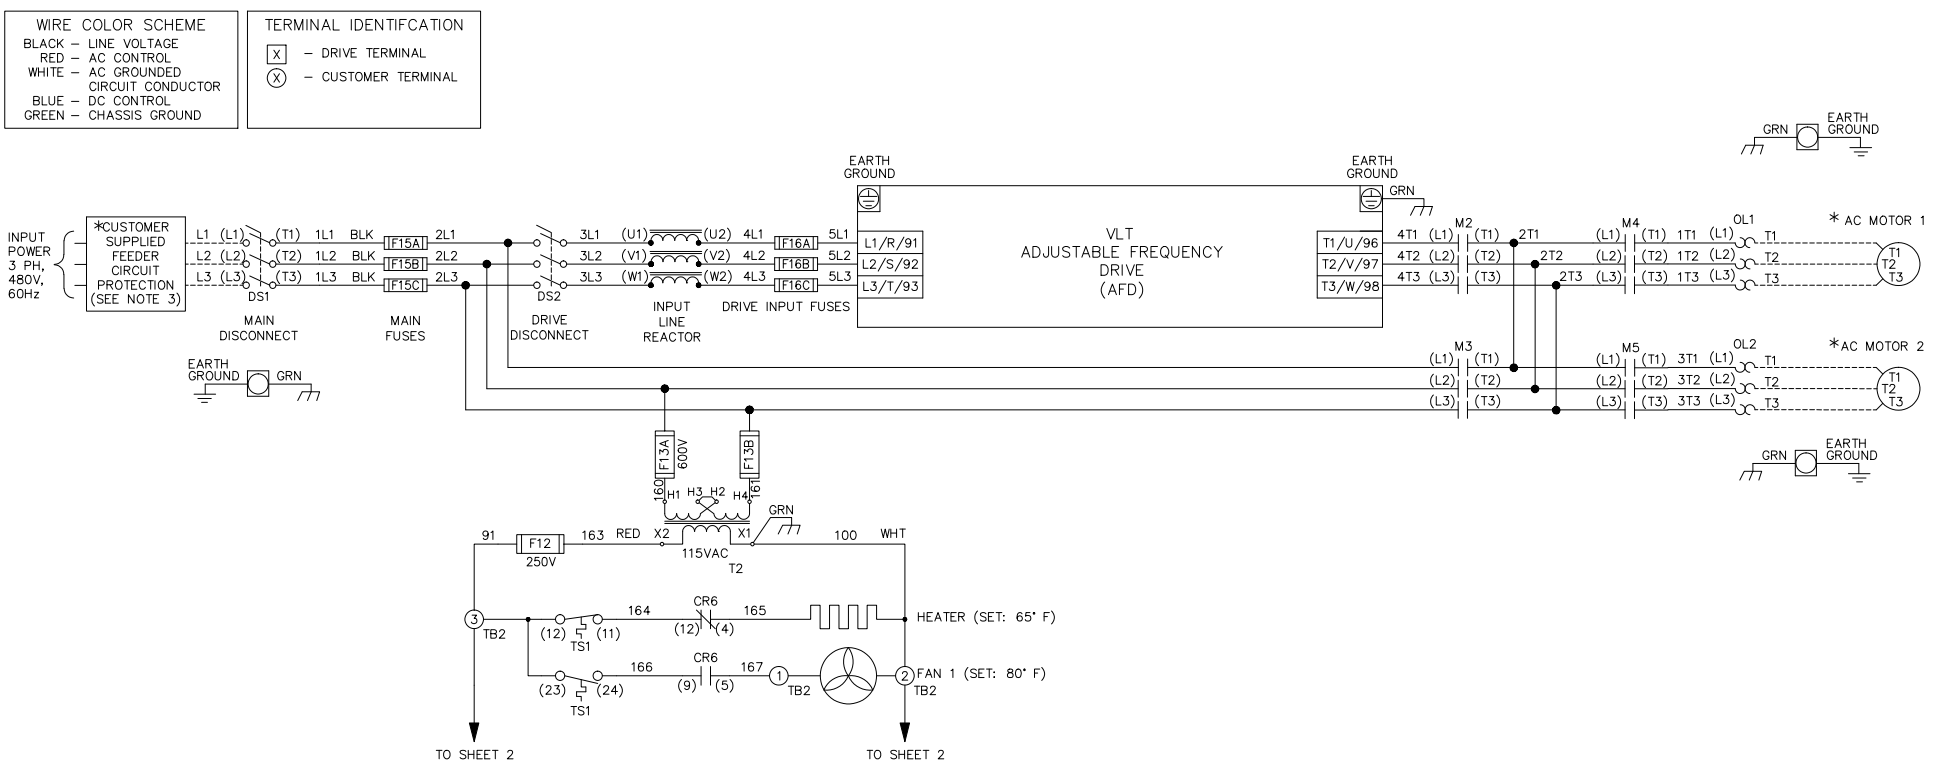 WIRE COLOR SCHEME
BLACK – LINE VOLTAGE
RED – AC CONTROL
WHITE – AC GROUNDED
CIRCUIT CONDUCTOR
BLUE – DC CONTROL
GREEN – CHASSIS GROUND
TERMINAL IDENTIFCATION
X – DRIVE TERMINAL
X – CUSTOMER TERMINAL
GRN EARTH
GROUND
EARTH
GROUND
EARTH
GROUND
GRN
INPUT
POWER
3 PH,
480V,
60Hz
*CUSTOMER
SUPPLIED
FEEDER
CIRCUIT
PROTECTION
(SEE NOTE 3)
L1 (L1) (T1) 1L1 BLK F15A 2L1 3L1 (U1) (U2) 4L1 F16A 5L1 L1/R/91
L2 (L2) (T2) 1L2 BLK F15B 2L2 3L2 (V1) (V2) 4L2 F16B 5L2 L2/S/92
L3 (L3) (T3) 1L3 BLK F15C 2L3 3L3 (W1) (W2) 4L3 F16C 5L3 L3/T/93
DS1
DS2
MAIN
DISCONNECT
MAIN
FUSES
DRIVE
DISCONNECT
INPUT
LINE
REACTOR
DRIVE INPUT FUSES
VLT
ADJUSTABLE FREQUENCY
DRIVE
(AFD)
M2 M4 OL1 * AC MOTOR 1
T1/U/96 4T1 (L1) (T1) 2T1 (L1) (T1) 1T1 (L1) T1
T2/V/97 4T2 (L2) (T2) 2T2 (L2) (T2) 1T2 (L2) T2
T3/W/98 4T3 (L3) (T3) 2T3 (L3) (T3) 1T3 (L3) T3
T1
T2
T3
M3 M5 OL2 *AC MOTOR 2
(L1) (T1) (L1) (T1) 3T1 (L1) T1
(L2) (T2) (L2) (T2) 3T2 (L2) T2
(L3) (T3) (L3) (T3) 3T3 (L3) T3
T1
T2
T3
EARTH
GROUND GRN
GRN EARTH
GROUND
F13A
600V
F13B
160
161
H1 H3 H2 H4
GRN
91 F12 163 RED X2 X1 100 WHT
250V
115VAC
T2
3
TB2
(12) (11)
TS1
164
CR6
(12) (4)
165
HEATER (SET: 65° F)
(23) (24)
TS1
166
CR6
(9) (5)
167
1
TB2
2
TB2
FAN 1 (SET: 80° F)
TO SHEET 2
TO SHEET 2